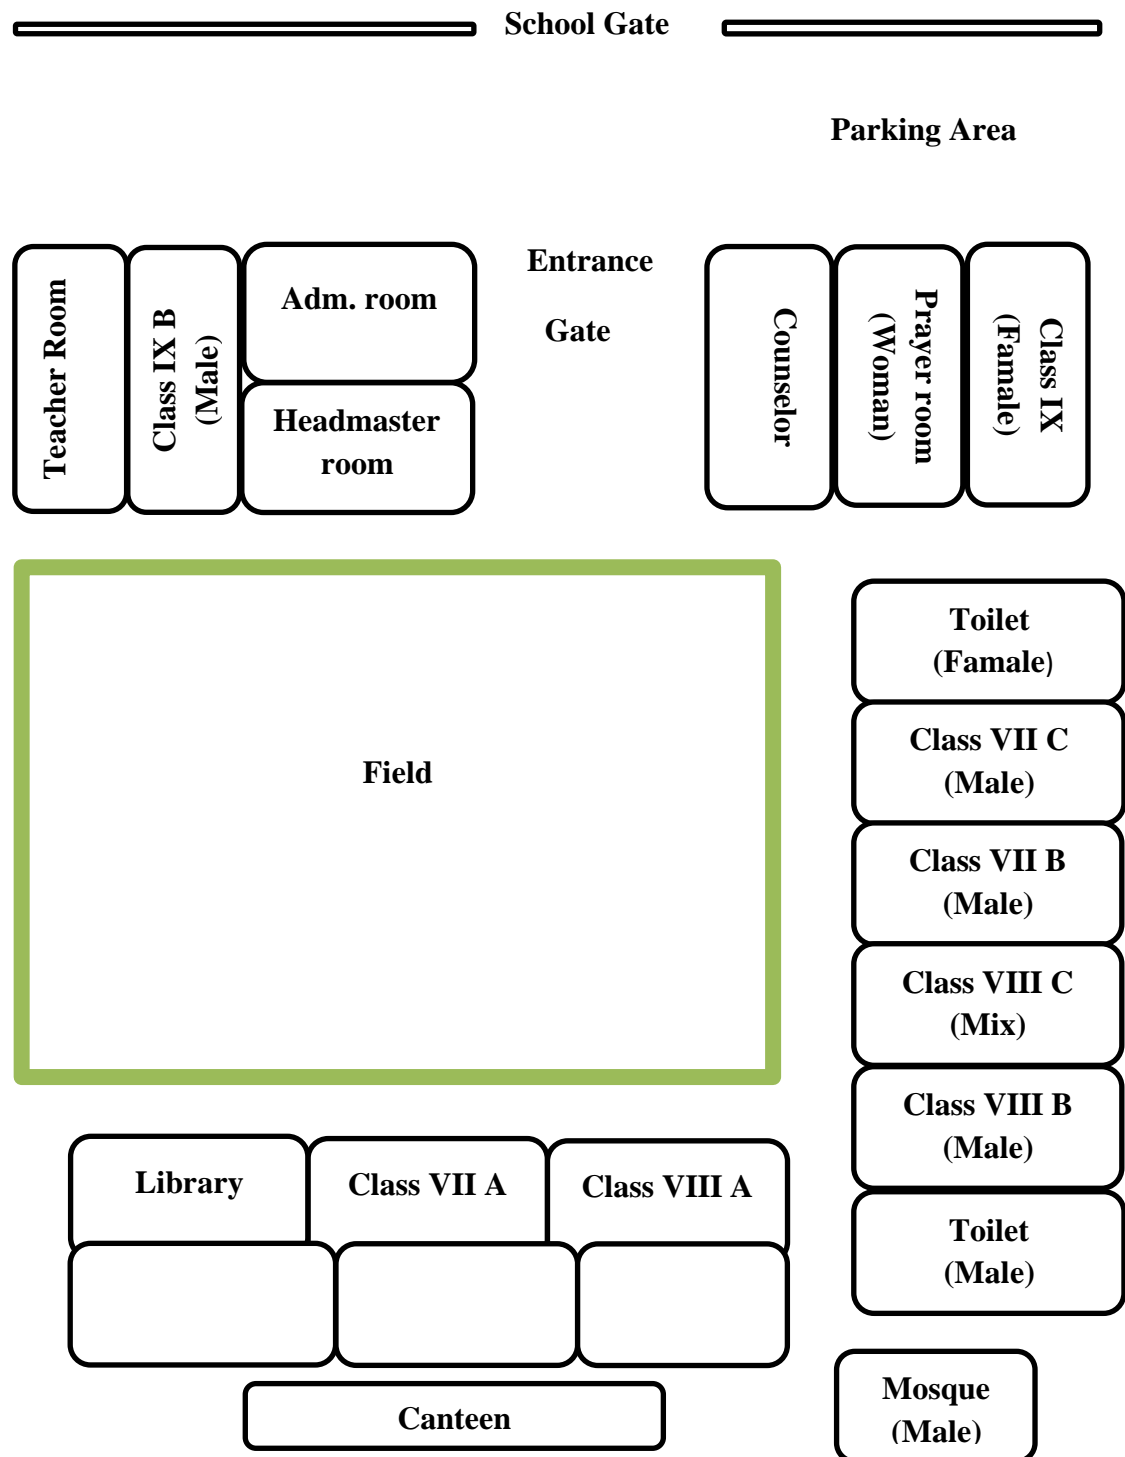 School Gate
Parking Area
Teacher Room
Class IX B
(Male)
Adm. room
Headmaster
room
Entrance
Gate
Counselor
Prayer room
(Woman)
Class IX
(Famale)
Field
Toilet
(Famale)
Class VII C
(Male)
Class VII B
(Male)
Class VIII C
(Mix)
Class VIII B
(Male)
Toilet
(Male)
Library
Class VII A
Class VIII A
Canteen
Mosque
(Male)